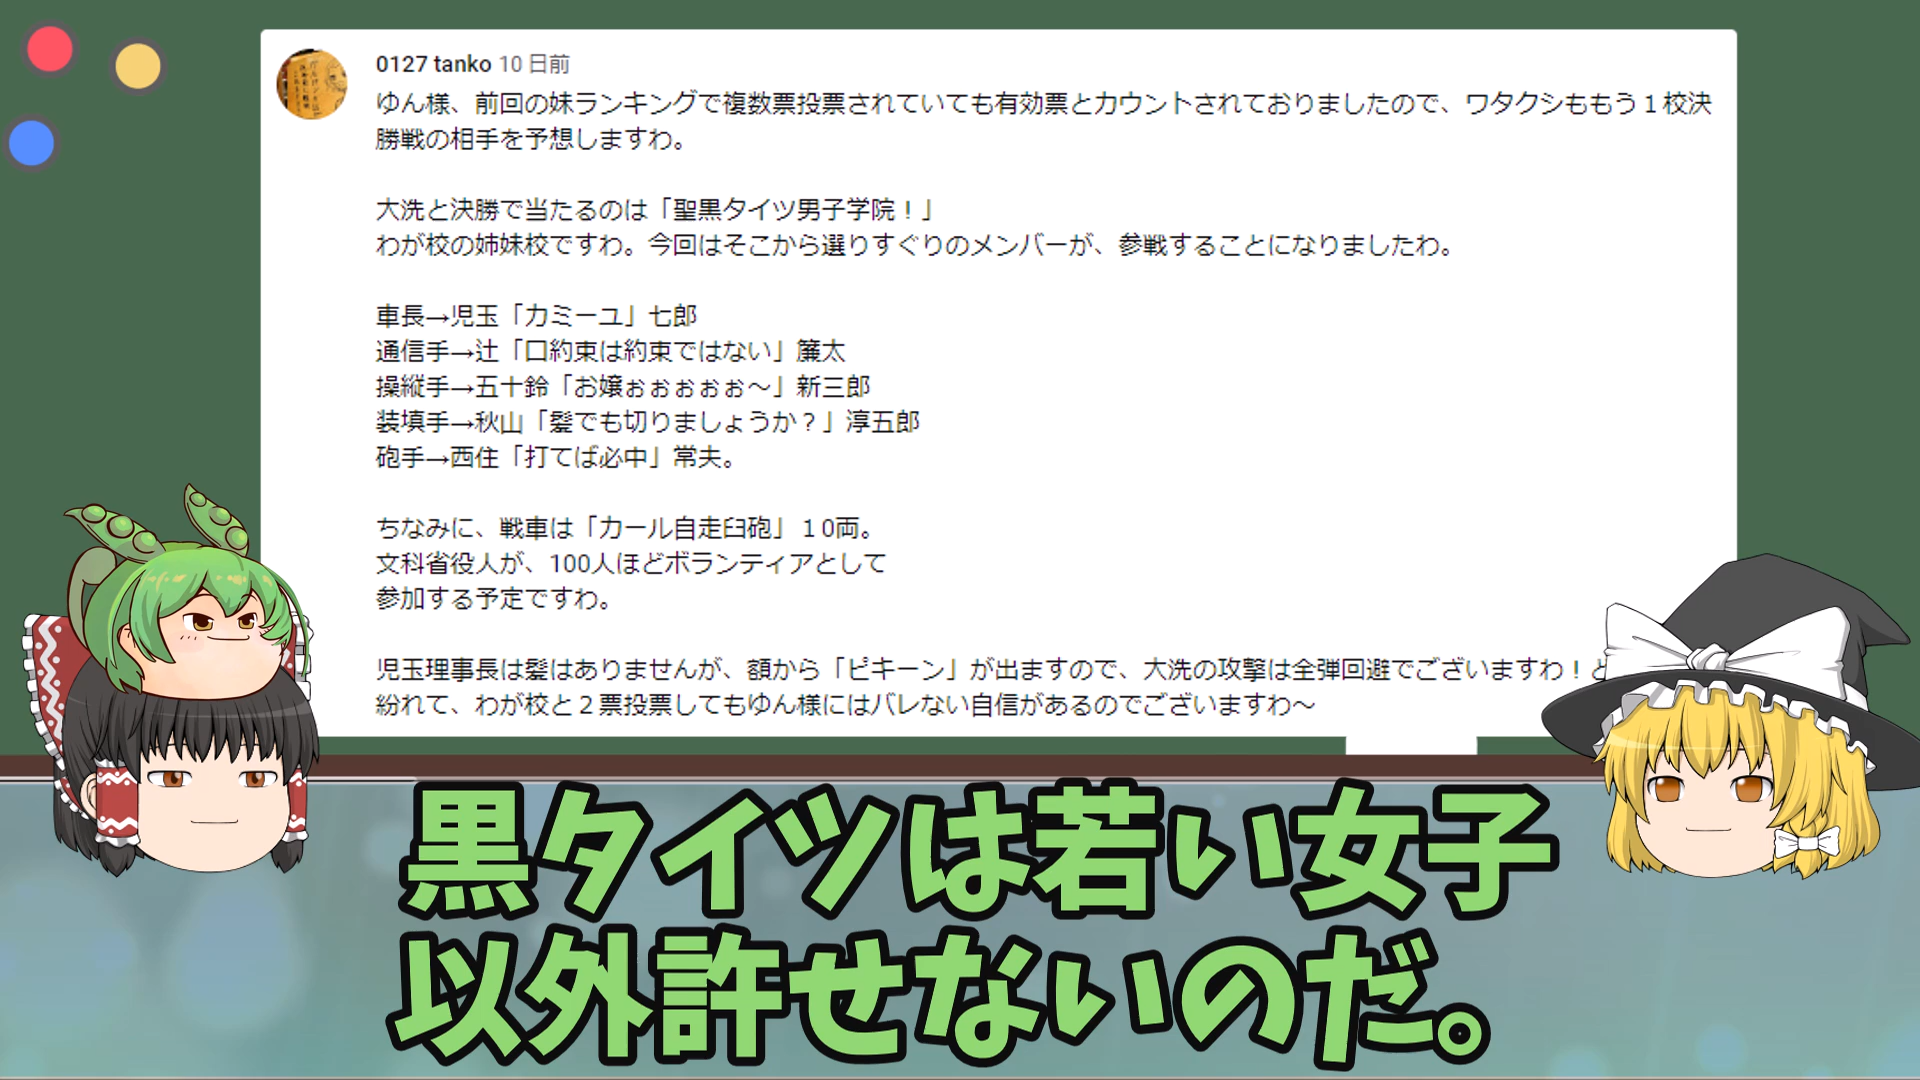 0127 tanko 10 日前
ゆん様、前回の妹ランキングで複数票投票されていても有効票とカウントされておりましたので、ワタクシももう１校決
勝戦の相手を予想しますわ。
大洗と決勝で当たるのは「聖黒タイツ男子学院！」
わが校の姉妹校ですわ。今回はそこから選りすぐりのメンバーが、参戦することになりましたわ。
車長→児玉「カミーユ」七郎
通信手→辻「口約束は約束ではない」簾太
操縦手→五十鈴「お嬢ぉぉぉぉぉ～」新三郎
装填手→秋山「髪でも切りましょうか？」淳五郎
砲手→西住「打てば必中」常夫。
ちなみに、戦車は「カール自走臼砲」１0両。
文科省役人が、100人ほどボランティアとして
参加する予定ですわ。
児玉理事長は髪はありませんが、額から「ピキーン」が出ますので、大洗の攻撃は全弾回避でございますわ！ど
紛れて、わが校と２票投票してもゆん様にはバレない自信があるのでございますわ～
黒タイツは若い女子
以外許せないのだ。